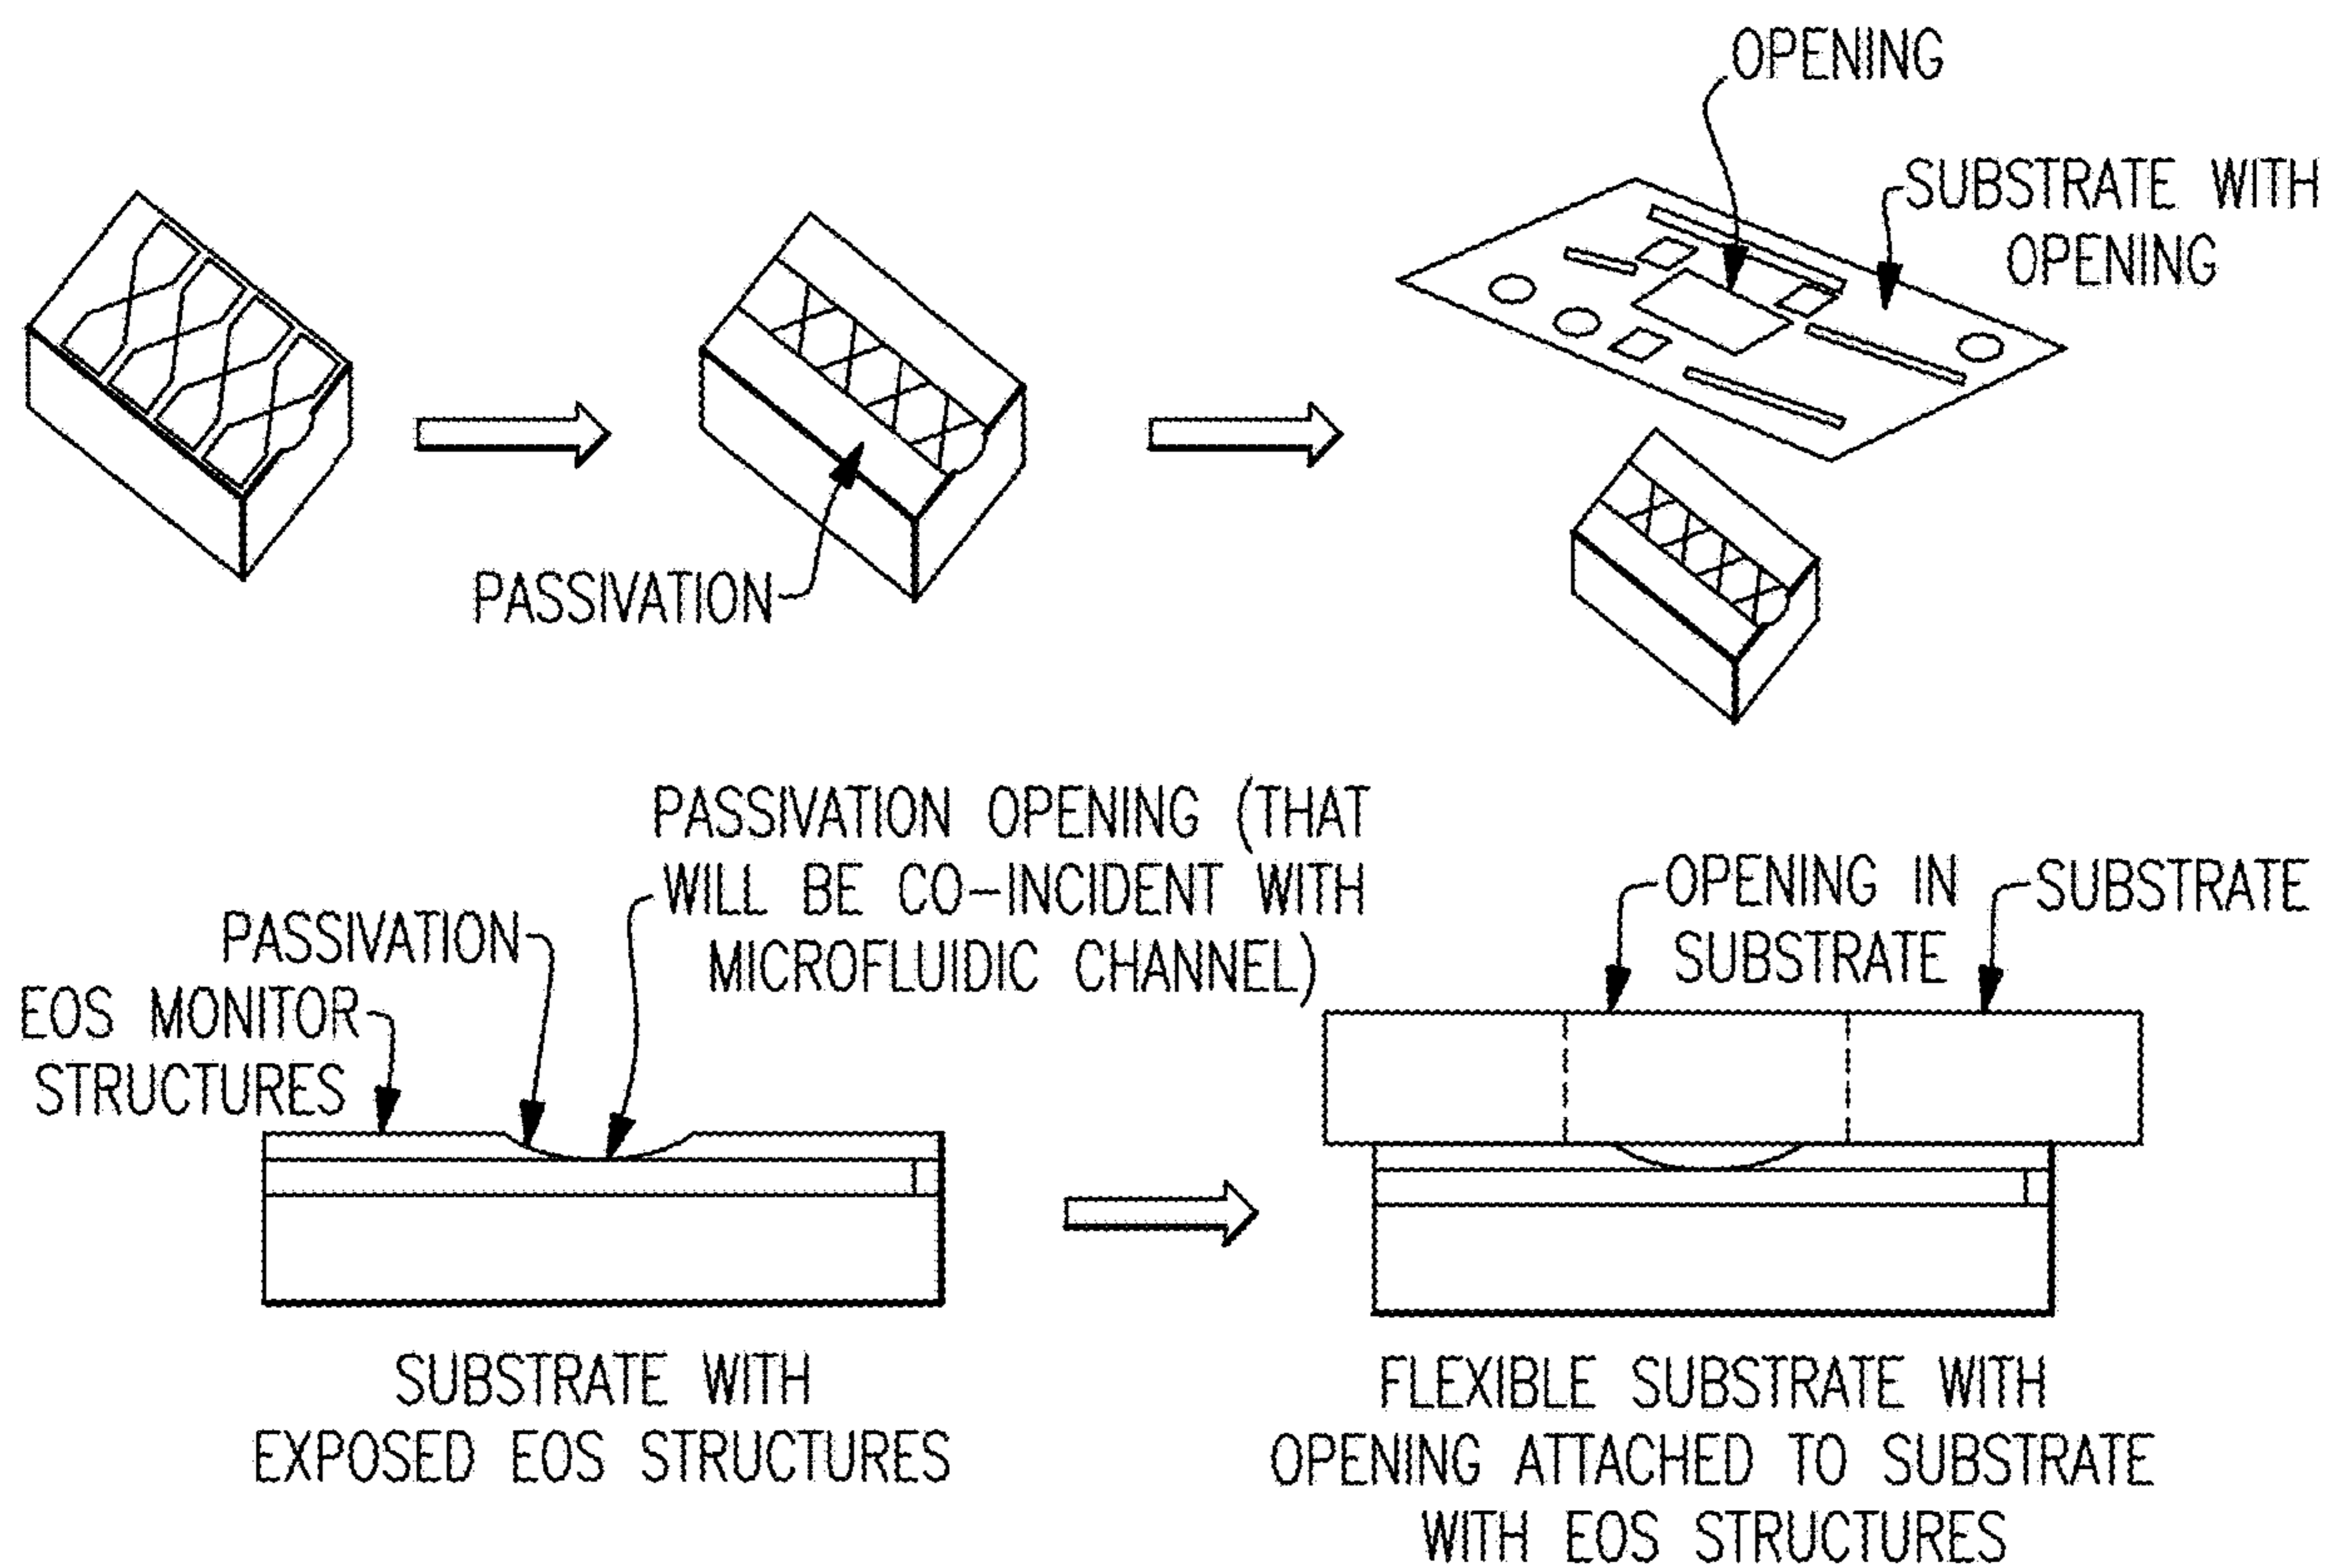 OPENING
SUBSTRATE WITH
OPENING
PASSIVATION
PASSIVATION OPENING (THAT
WILL BE CO-INCIDENT WITH
MICROFLUIDIC CHANNEL)
PASSIVATION
EOS MONITOR
STRUCTURES
OPENING IN
SUBSTRATE
SUBSTRATE
SUBSTRATE WITH
EXPOSED EOS STRUCTURES
FLEXIBLE SUBSTRATE WITH
OPENING ATTACHED TO SUBSTRATE
WITH EOS STRUCTURES